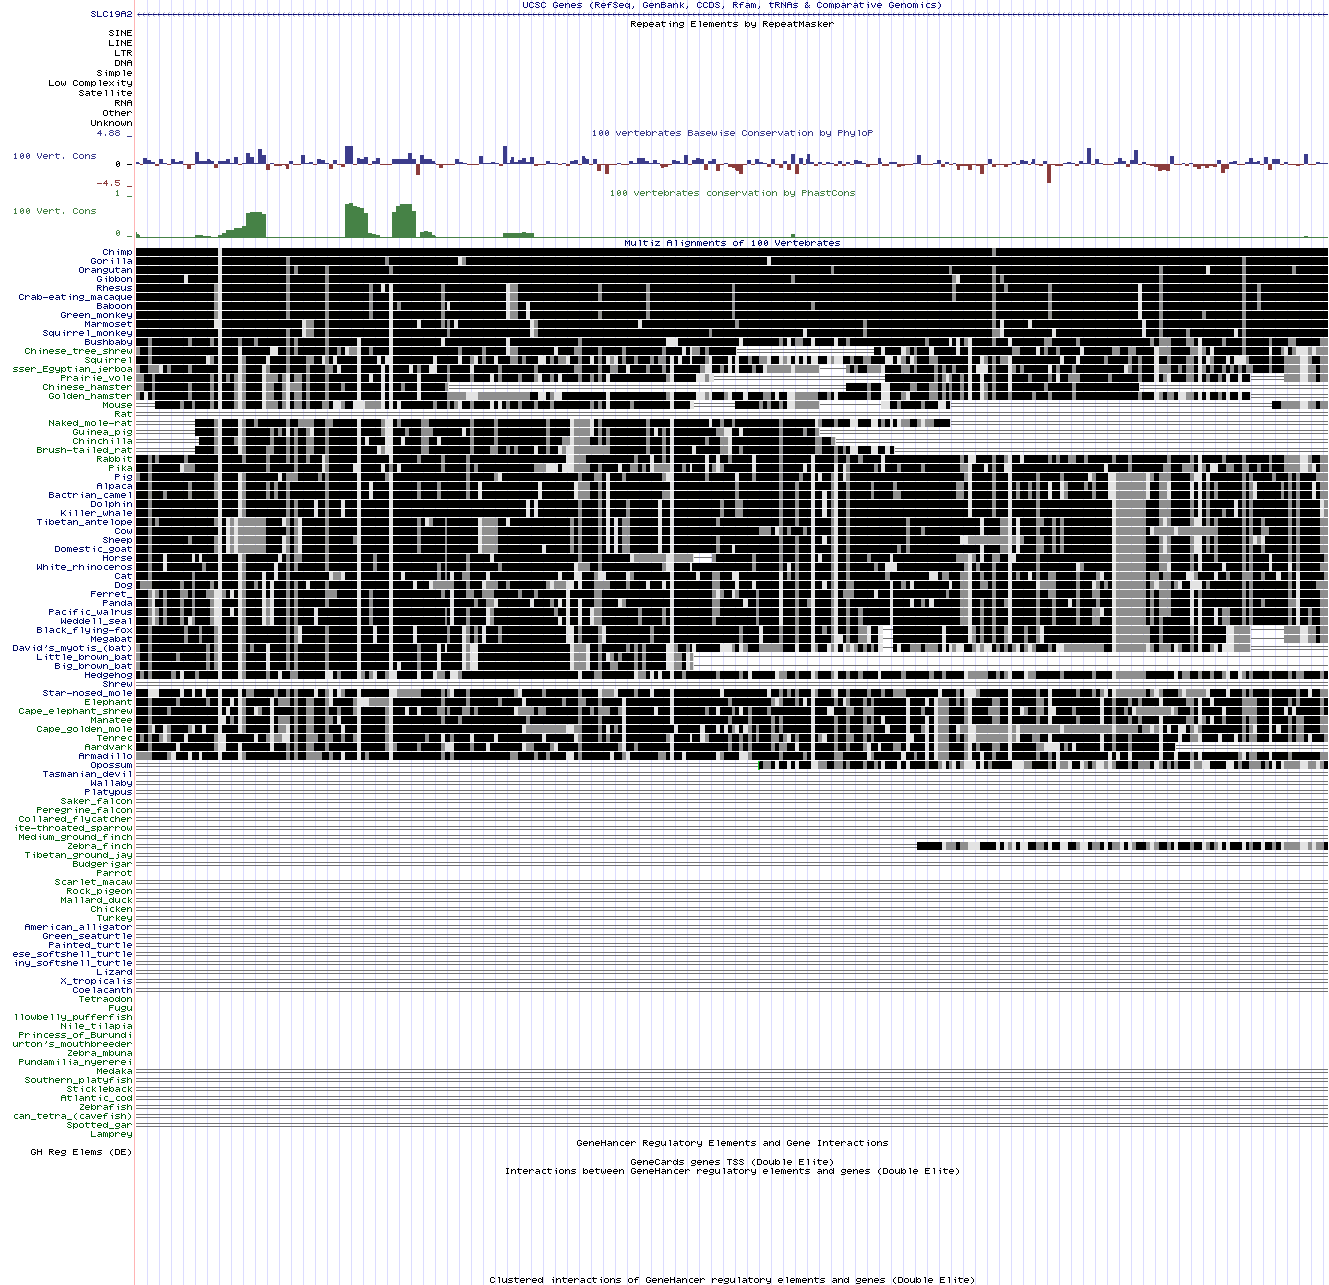 UCSC Genes (RefSeq, GenBank, CCDS, Rfam, tRNAs & Comparative Genomics)
SLC19A2
Repeating Elements by RepeatMasker
SINE
LINE
LTR
DNA
Simple
Low Complexity
Satellite
RNA
Other
Unknown
100 vertebrates Basewise Conservation by PhyloP
4.88 _
100 Vert. Cons
0 _
-4.5 _
100 vertebrates conservation by PhastCons
1 _
100 Vert. Cons
0 _
Multiz Alignments of 100 Vertebrates
Chimp
Gorilla
Orangutan
Gibbon
Rhesus
Crab-eating_macaque
Baboon
Green_monkey
Marmoset
Squirrel_monkey
Bushbaby
Chinese_tree_shrew
Squirrel
sser_Egyptian_jerboa
Prairie_vole
Chinese_hamster
Golden_hamster
Mouse
Rat
Naked_mole-rat
Guinea_pig
Chinchilla
Brush-tailed_rat
Rabbit
Pika
Pig
Alpaca
Bactrian_camel
Dolphin
Killer_whale
Tibetan_antelope
Cow
Sheep
Domestic_goat
Horse
White_rhinoceros
Cat
Dog
Ferret_
Panda
Pacific_walrus
Weddell_seal
Black_flying-fox
Megabat
David's_myotis_(bat)
Little_brown_bat
Big_brown_bat
Hedgehog
Shrew
Star-nosed_mole
Elephant
Cape_elephant_shrew
Manatee
Cape_golden_mole
Tenrec
Aardvark
Armadillo
Opossum
Tasmanian_devil
Wallaby
Platypus
Saker_falcon
Peregrine_falcon
Collared_flycatcher
ite-throated_sparrow
Medium_ground_finch
Zebra_finch
Tibetan_ground_jay
Budgerigar
Parrot
Scarlet_macaw
Rock_pigeon
Mallard_duck
Chicken
Turkey
American_alligator
Green_seaturtle
Painted_turtle
ese_softshell_turtle
iny_softshell_turtle
Lizard
X_tropicalis
Coelacanth
Tetraodon
Fugu
llowbelly_pufferfish
Nile_tilapia
Princess_of_Burundi
urton's_mouthbreeder
Zebra_mbuna
Pundamilia_nyererei
Medaka
Southern_platyfish
Stickleback
Atlantic_cod
Zebrafish
can_tetra_(cavefish)
Spotted_gar
Lamprey
GeneHancer Regulatory Elements and Gene Interactions
GH Reg Elems (DE)
GeneCards genes TSS (Double Elite)
Interactions between GeneHancer regulatory elements and genes (Double Elite)
Clustered interactions of GeneHancer regulatory elements and genes (Double Elite)